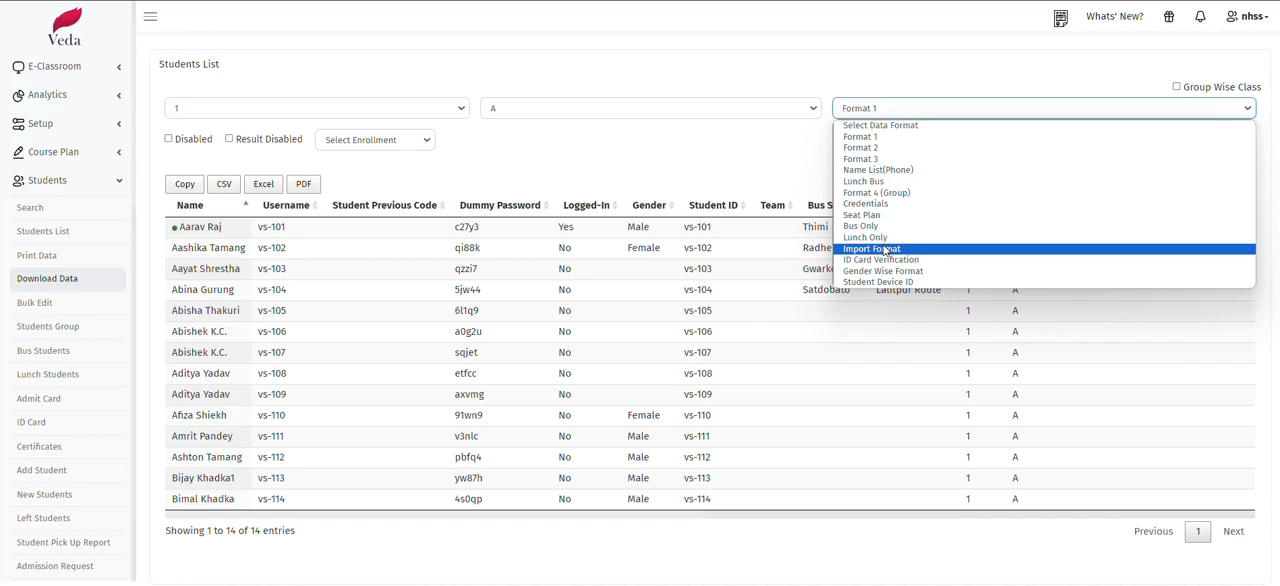 Veda
Whats' New?
nhss
E-Classroom
Analytics
Setup
Course Plan
Students
Search
Students List
Print Data
Download Data
Bulk Edit
Students Group
Bus Students
Lunch Students
Admit Card
ID Card
Certificates
Add Student
New Students
Left Students
Student Pick Up Report
Admission Request
Students List
Group Wise Class
1 A Format 1
Disabled Result Disabled Select Enrollment
Select Data Format
Format 1
Format 2
Format 3
Name List(Phone)
Lunch Bus
Format 4 (Group)
Credentials
Seat Plan
Bus Only
Lunch Only
Import Format
ID Card Verification
Gender Wise Format
Student Device ID
Copy CSV Excel PDF
Name Username Student Previous Code Dummy Password Logged-In Gender Student ID Team Bus S
Aarav Raj vs-101 c27y3 Yes Male vs-101 Thimi
Aashika Tamang vs-102 qi88k No Female vs-102 Radhe
Aayat Shrestha vs-103 qzzi7 No vs-103 Gwark
Abina Gurung vs-104 5jw44 No vs-104 Satdobato Lalitpur Route 1 A
Abisha Thakuri vs-105 6l1q9 No vs-105 1 A
Abishek K.C. vs-106 a0g2u No vs-106 1 A
Abishek K.C. vs-107 sqjet No vs-107 1 A
Aditya Yadav vs-108 etfcc No vs-108 1 A
Aditya Yadav vs-109 axvmg No vs-109 1 A
Afiza Shiekh vs-110 91wn9 No Female vs-110 1 A
Amrit Pandey vs-111 v3nlc No Male vs-111 1 A
Ashton Tamang vs-112 pbfq4 No Male vs-112 1 A
Bijay Khadka1 vs-113 yw87h No Male vs-113 1 A
Bimal Khadka vs-114 4s0qp No Male vs-114 1 A
Showing 1 to 14 of 14 entries
Previous 1 Next